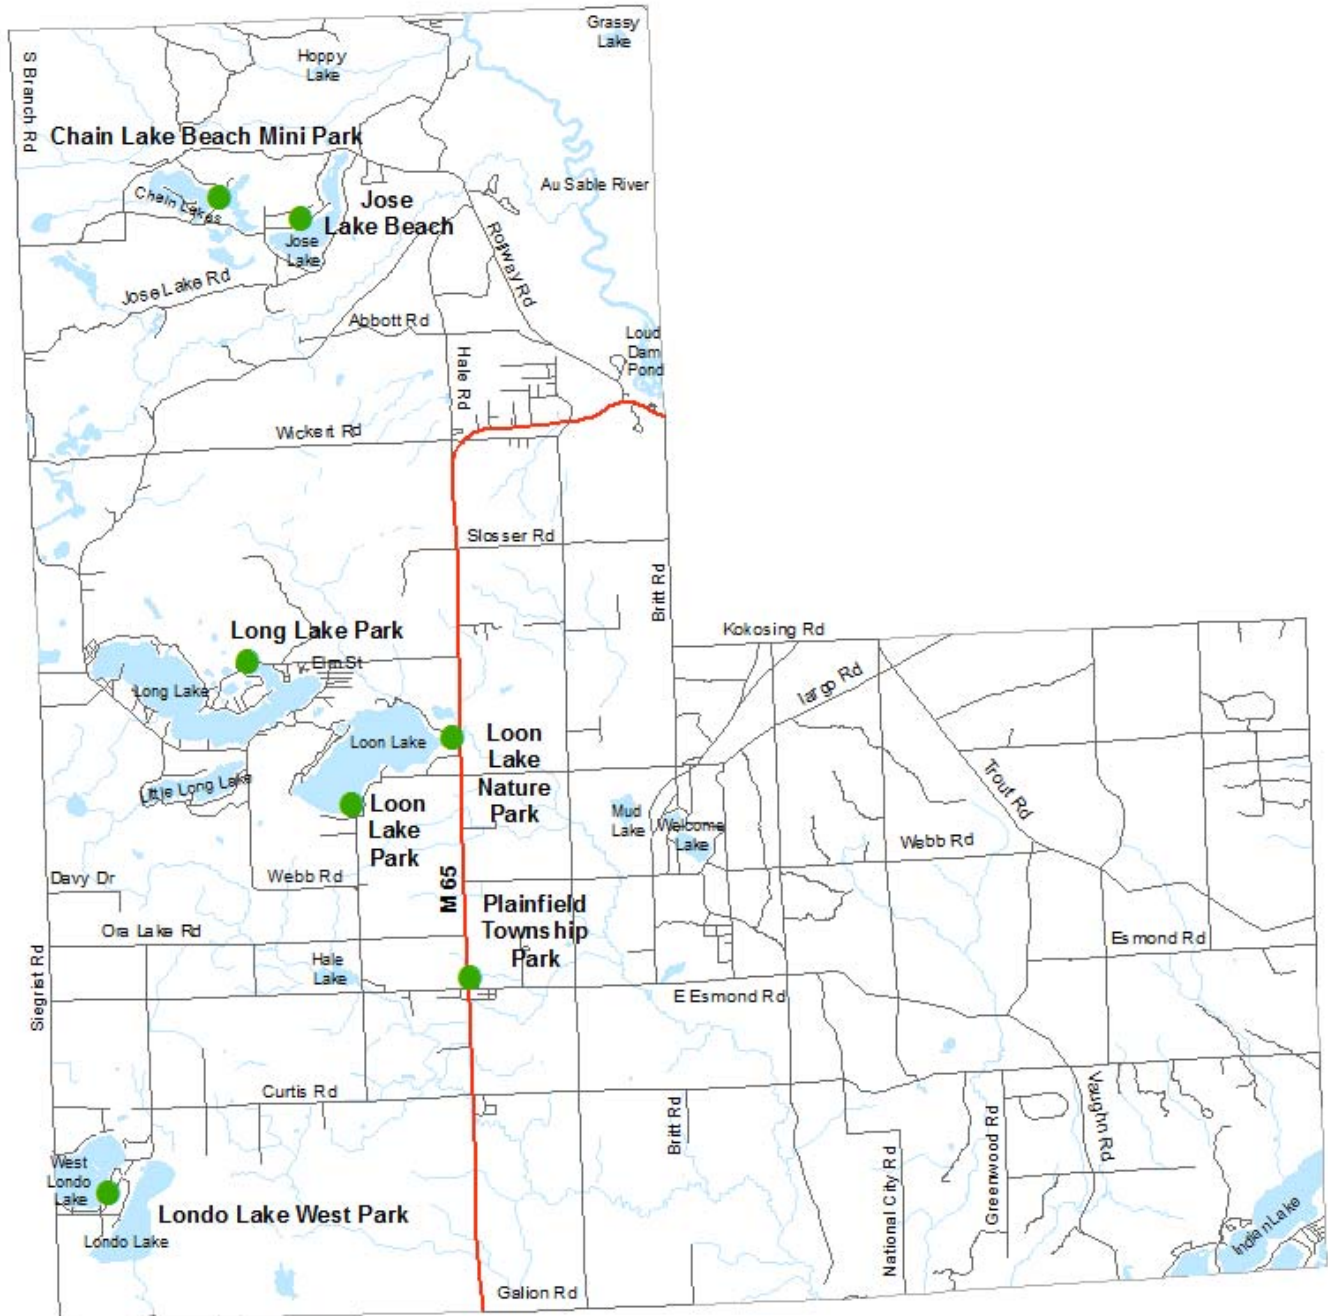 Grassy
Lake
Hoppy
Lake
S Branch Rd
Chain Lake Beach Mini Park
Au Sable River
Chain Lakes
Jose
Lake Beach
Jose
Lake
Rosway Rd
Jose Lake Rd
Abbott Rd
Loud
Dam
Pond
Hale Rd
Wickert Rd
Slosser Rd
Britt Rd
Long Lake Park
Kokosing Rd
Elm St
Iargo Rd
Long Lake
Loon Lake
Loon
Lake
Nature
Park
Little Long Lake
Trout Rd
Loon
Lake
Park
Mud
Lake
Welcome
Lake
Webb Rd
Davy Dr
Webb Rd
M 65
Plainfield
Township
Park
Ora Lake Rd
Esmond Rd
Hale
Lake
Siegrist Rd
E Esmond Rd
Curtis Rd
Britt Rd
Vaughn Rd
Greenwood Rd
National City Rd
West
Londo
Lake
Londo Lake West Park
Londo Lake
Indian Lake
Galion Rd